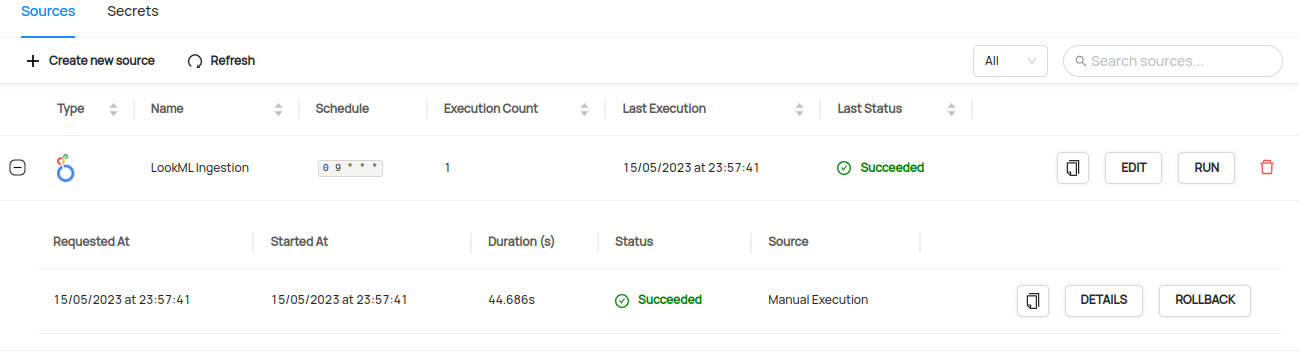 Sources Secrets
Create new source Refresh All Search sources...
Type Name Schedule Execution Count Last Execution Last Status
LookML Ingestion 0 9 * * * 1 15/05/2023 at 23:57:41 Succeeded EDIT RUN
Requested At Started At Duration (s) Status Source
15/05/2023 at 23:57:41 15/05/2023 at 23:57:41 44.686s Succeeded Manual Execution DETAILS ROLLBACK